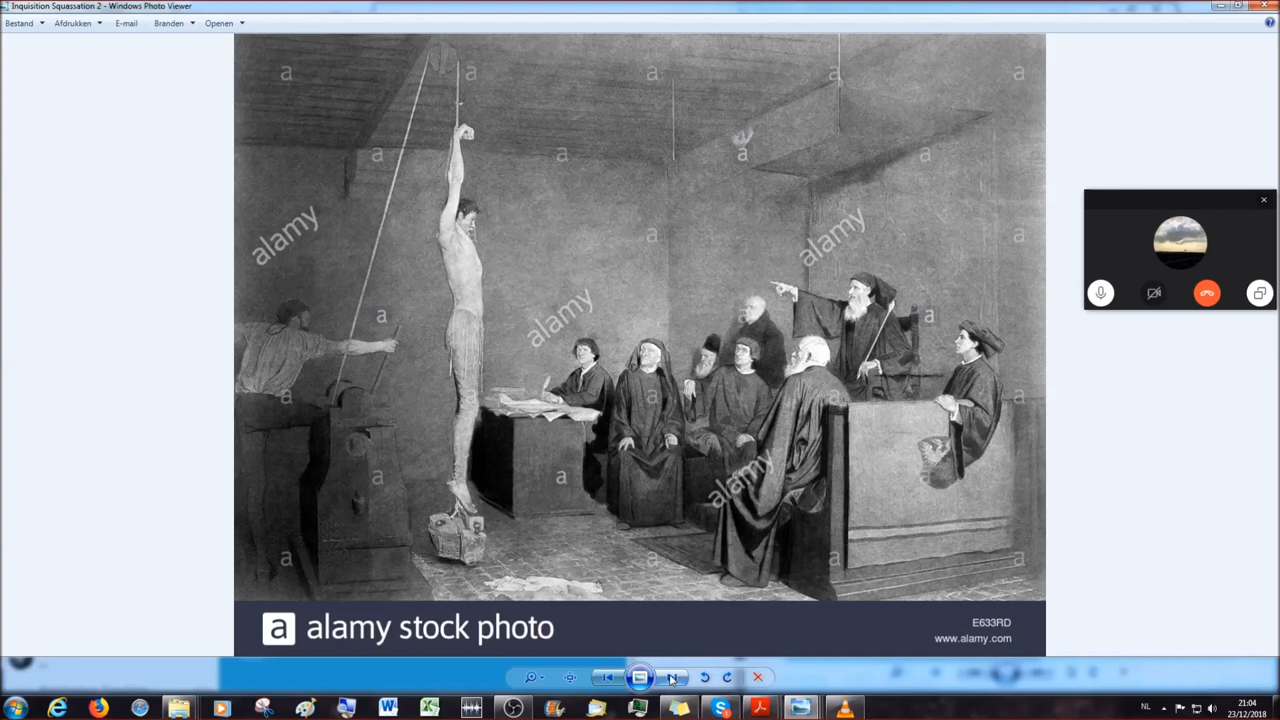 Inquisition Squassation 2 - Windows Photo Viewer
Bestand Afdrukken E-mail Branden Openen
a a a a
a a a
alamy alamy
a a
a a
alamy
a a a a
alamy
a a a
a a a a
a alamy stock photo
E633RD
www.alamy.com
NL
21:04
23/12/2018